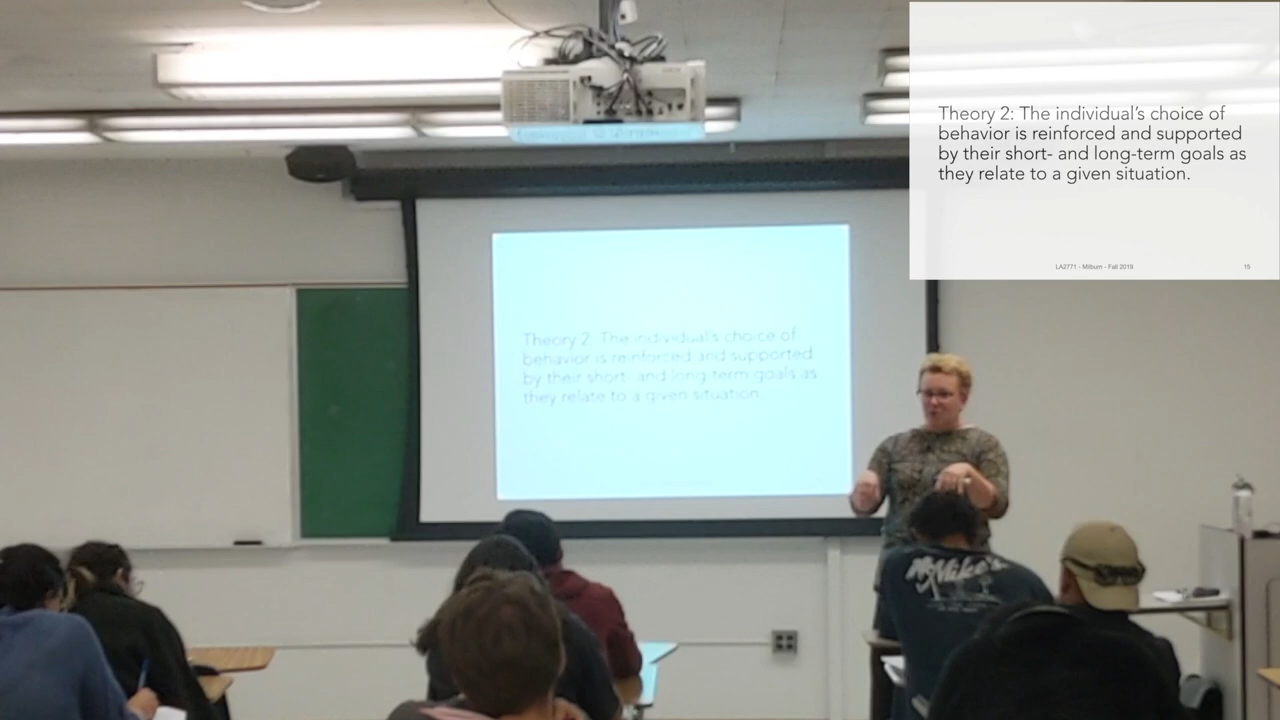 Theory 2: The individual's choice of
behavior is reinforced and supported
by their short- and long-term goals as
they relate to a given situation.
LA2771 - Milburn - Fall 2019
15
Theory 2: The individual's choice of
behavior is reinforced and supported
by their short- and long-term goals as
they relate to a given situation.
McMike's